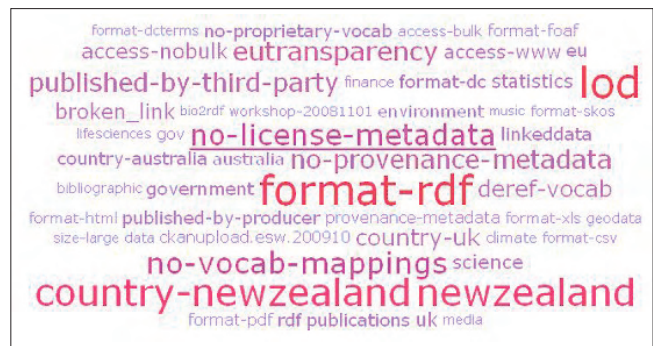 format-dcterms no-proprietary-vocab access-bulk format-foaf
access-nobulk eutransparency access-www eu
published-by-third-party finance format-dc statistics lod
broken_link bio2rdf workshop-20081101 environment music format-skos
lifesciences gov no-license-metadata linkeddata
country-australia australia no-provenance-metadata
bibliographic government format-rdf deref-vocab
format-html published-by-producer provenance-metadata format-xls geodata
size-large data ckanupload.esw.200910 country-uk climate format-csv
no-vocab-mappings science
country-newzealand newzealand
format-pdf rdf publications uk media